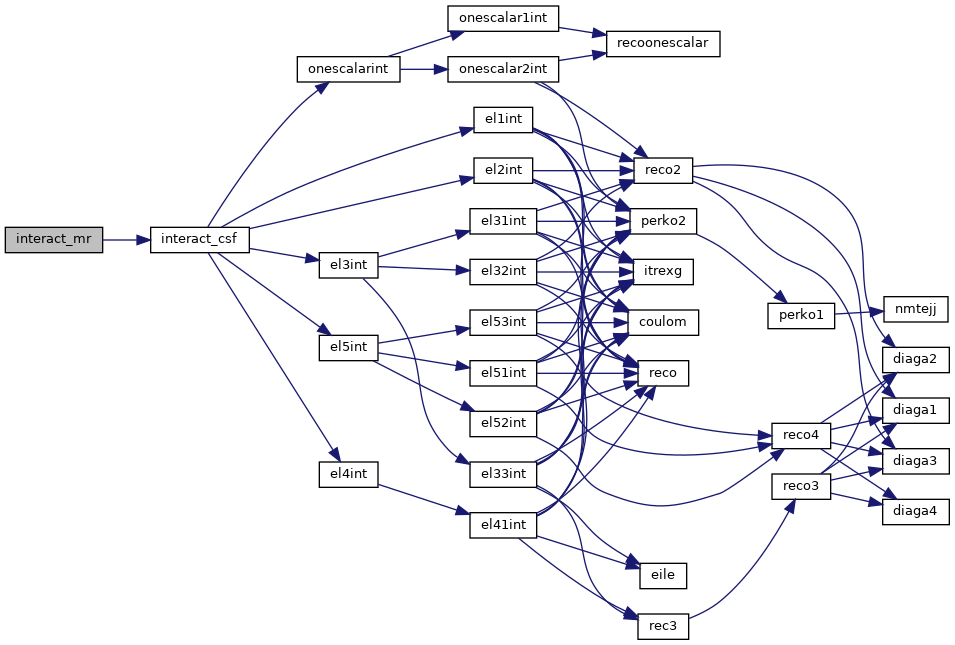 interact_mr
interact_csf
onescalarint
el3int
el5int
el4int
onescalar1int
onescalar2int
el1int
el2int
el31int
el32int
el53int
el51int
el52int
el33int
el41int
recoonescalar
reco2
perko2
itrexg
coulom
reco
eile
rec3
perko1
reco4
reco3
nmtejj
diaga2
diaga1
diaga3
diaga4